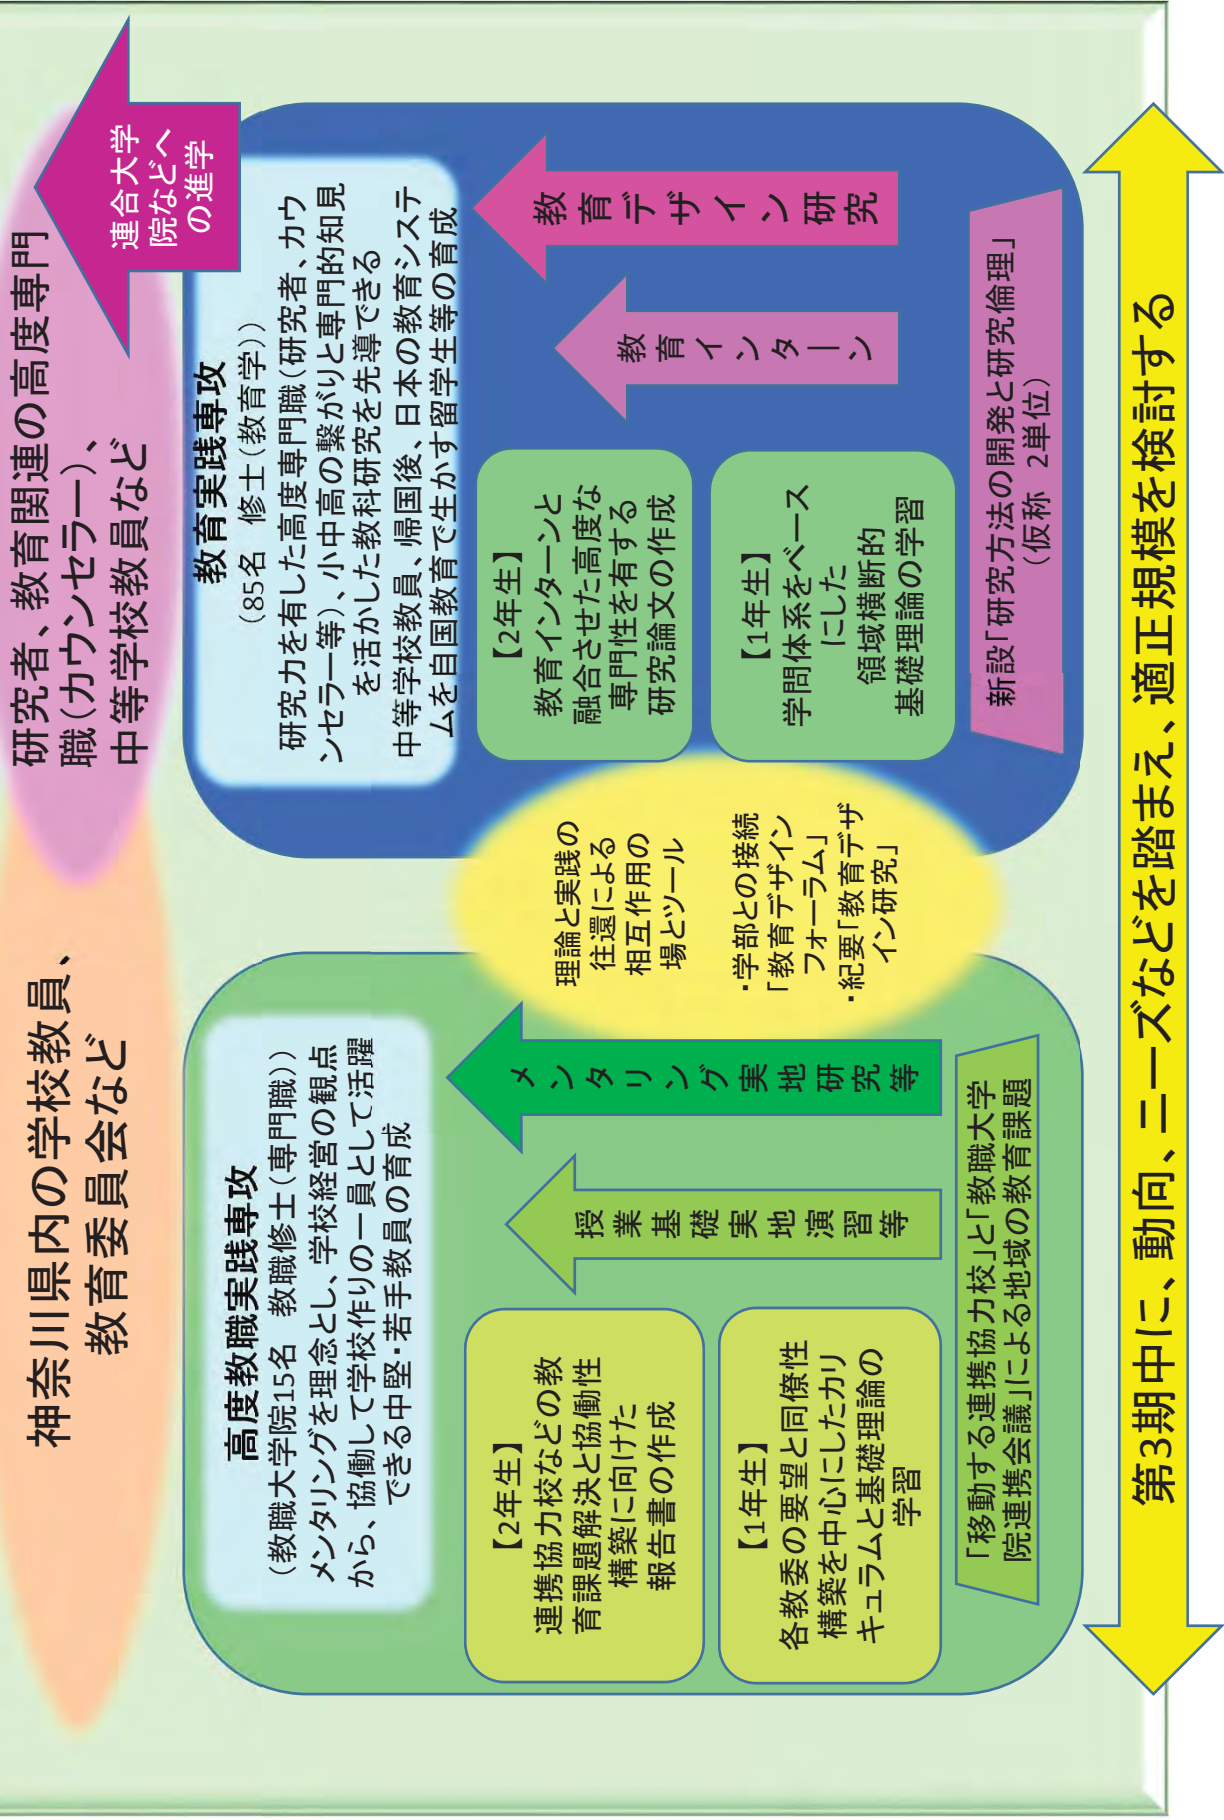 神奈川県内の学校教員、
教育委員会など
研究者、教育関連の高度専門
職(カウンセラー)、
中等学校教員など
連合大学
院などへ
の進学
高度教職実践専攻
(教職大学院15名 教職修士(専門職))
メンタリングを理念とし、学校経営の観点
から、協働して学校作りの一員として活躍
できる中堅・若手教員の育成
【2年生】
連携協力校などの教
育課題解決と協働性
構築に向けた
報告書の作成
【1年生】
各教委の要望と同僚性
構築を中心にしたカリ
キュラムと基礎理論の
学習
授業基礎実地演習等
メンタリング実地研究等
「移動する連携協力校」と「教職大学
院連携会議」による地域の教育課題
理論と実践の
往還による
相互作用の
場とツール
・学部との接続
「教育デザイン
フォーラム」
・紀要「教育デザ
イン研究」
教育実践専攻
(85名 修士(教育学))
研究力を有した高度専門職(研究者、カウ
ンセラー等)、小中高の繋がりと専門的知見
を活かした教科研究を先導できる
中等学校教員、帰国後、日本の教育システ
ムを自国教育で生かす留学生等の育成
【2年生】
教育インターンと
融合させた高度な
専門性を有する
研究論文の作成
【1年生】
学問体系をベース
にした
領域横断的
基礎理論の学習
教育インターン
教育デザイン研究
新設「研究方法の開発と研究倫理」
(仮称 2単位)
第3期中に、動向、ニーズなどを踏まえ、適正規模を検討する